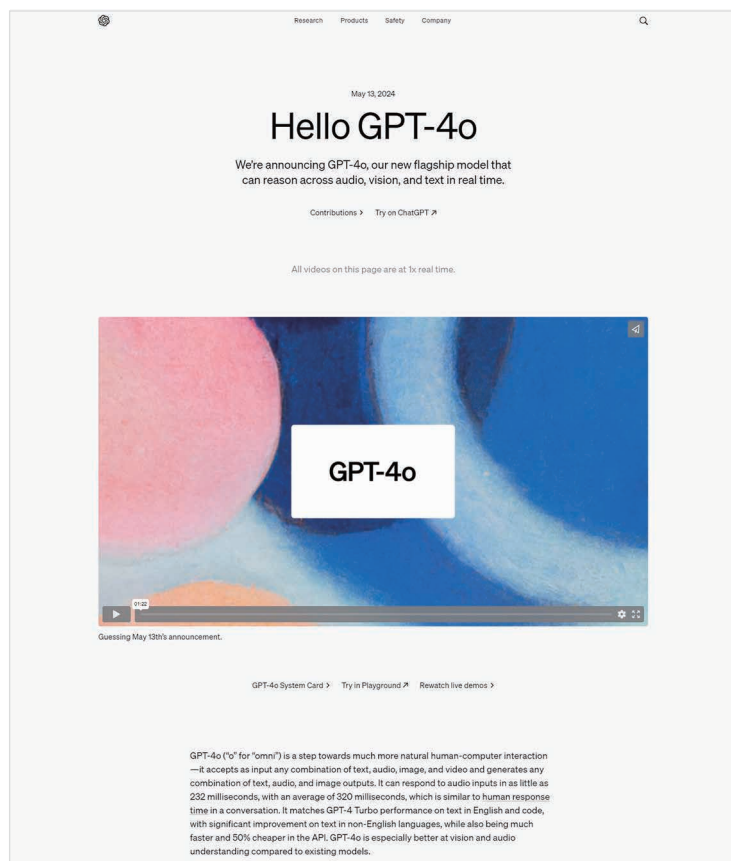 Research Products Safety Company
May 13, 2024
Hello GPT-4o
We're announcing GPT-4o, our new flagship model that
can reason across audio, vision, and text in real time.
Contributions > Try on ChatGPT ↗
All videos on this page are at 1x real time.
GPT-4o
01:22
Guessing May 13th's announcement.
GPT-4o System Card > Try in Playground ↗ Rewatch live demos >
GPT-4o (“o” for “omni”) is a step towards much more natural human-computer interaction
—it accepts as input any combination of text, audio, image, and video and generates any
combination of text, audio, and image outputs. It can respond to audio inputs in as little as
232 milliseconds, with an average of 320 milliseconds, which is similar to human response
time in a conversation. It matches GPT-4 Turbo performance on text in English and code,
with significant improvement on text in non-English languages, while also being much
faster and 50% cheaper in the API. GPT-4o is especially better at vision and audio
understanding compared to existing models.